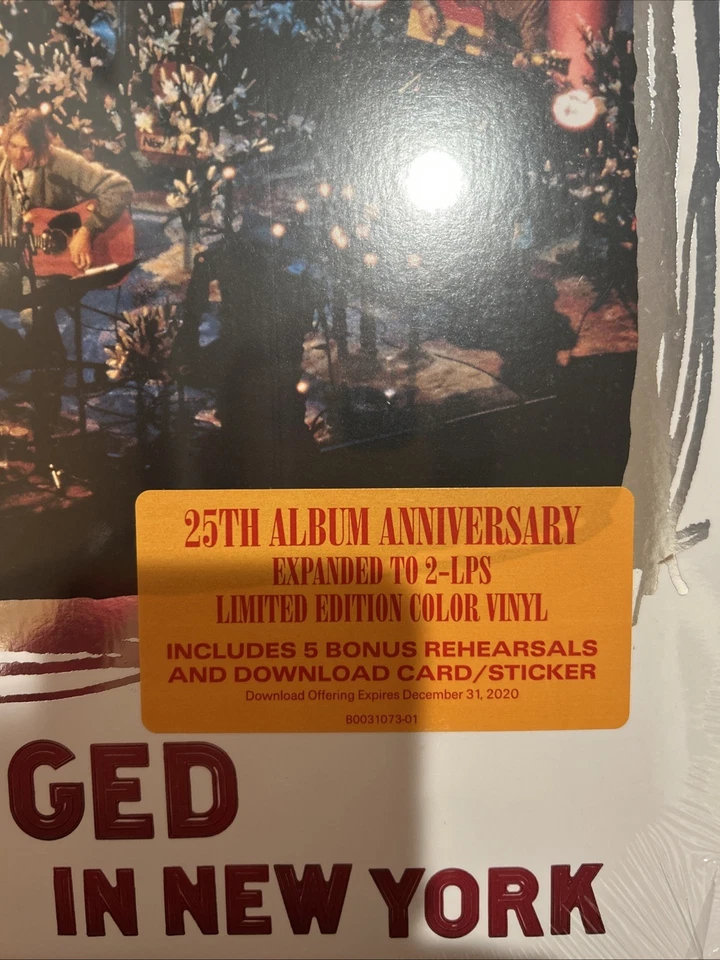 25TH ALBUM ANNIVERSARY
EXPANDED TO 2-LPS
LIMITED EDITION COLOR VINYL
INCLUDES 5 BONUS REHEARSALS
AND DOWNLOAD CARD/STICKER
Download Offering Expires December 31, 2020
B0031073-01
GED
IN NEW YORK